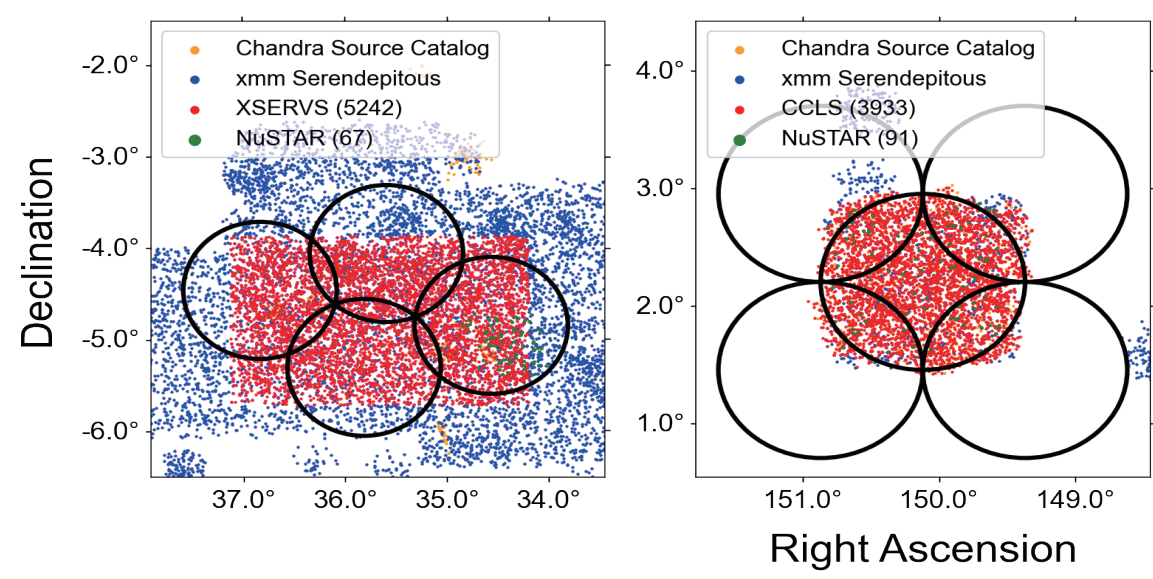 Chandra Source Catalog
xmm Serendepitous
XSERVS (5242)
NuSTAR (67)
-2.0°
-3.0°
-4.0°
-5.0°
-6.0°
Declination
37.0°
36.0°
35.0°
34.0°
Chandra Source Catalog
xmm Serendepitous
CCLS (3933)
NuSTAR (91)
4.0°
3.0°
2.0°
1.0°
151.0°
150.0°
149.0°
Right Ascension